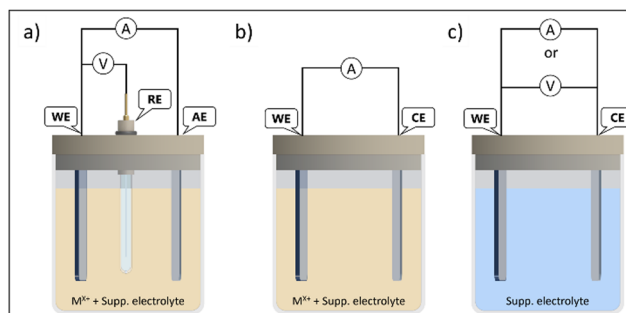 a)
A
V
RE
WE
AE
Mˣ⁺ + Supp. electrolyte
b)
A
WE
CE
Mˣ⁺ + Supp. electrolyte
c)
A
or
V
WE
CE
Supp. electrolyte